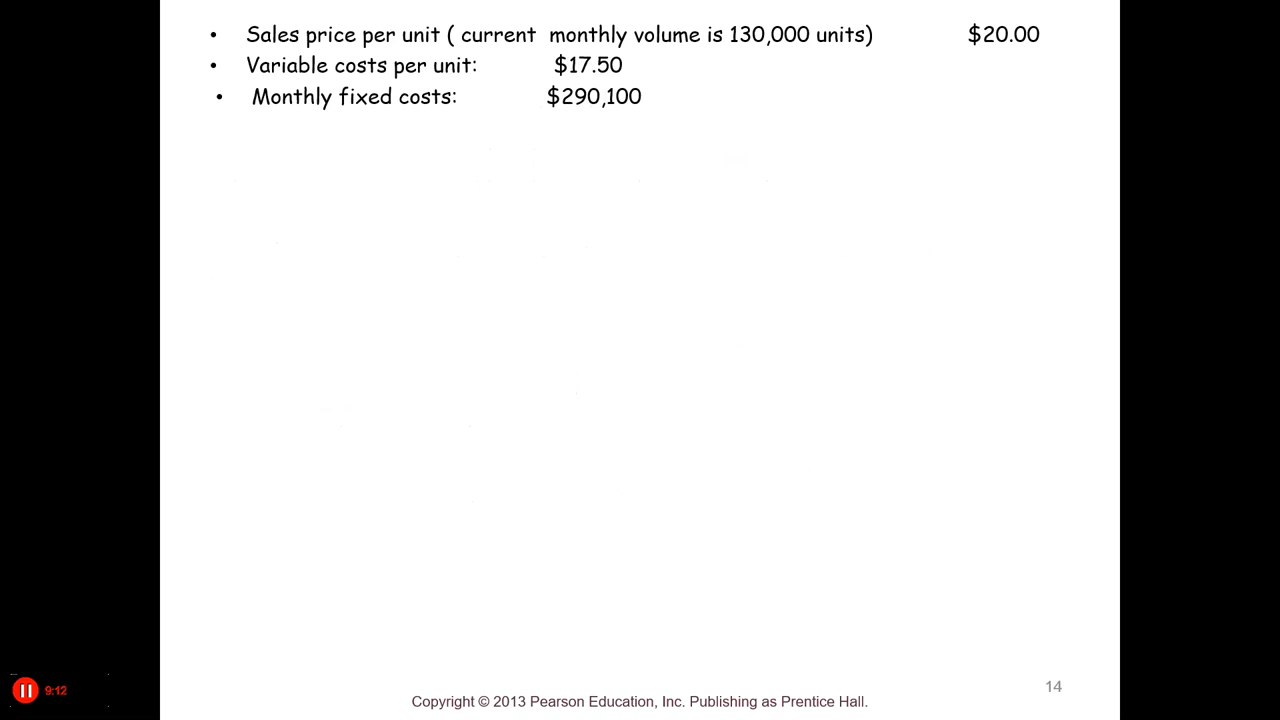 • Sales price per unit ( current monthly volume is 130,000 units) $20.00
• Variable costs per unit: $17.50
• Monthly fixed costs: $290,100
14
9:12
Copyright © 2013 Pearson Education, Inc. Publishing as Prentice Hall.